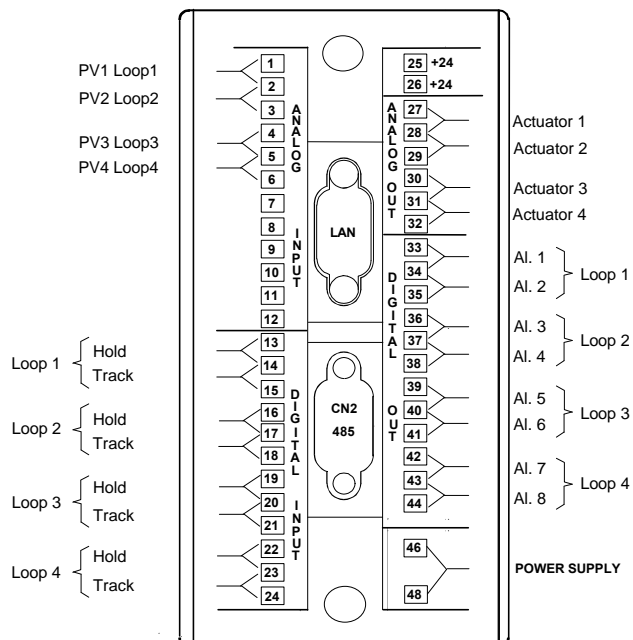 PV1 Loop1
PV2 Loop2
PV3 Loop3
PV4 Loop4
Loop 1
Hold
Track
Loop 2
Hold
Track
Loop 3
Hold
Track
Loop 4
Hold
Track
1
2
3
4
5
6
7
8
9
10
11
12
13
14
15
16
17
18
19
20
21
22
23
24
ANALOG INPUT
DIGITAL INPUT
LAN
CN2
485
25 +24
26 +24
27
28
29
30
31
32
33
34
35
36
37
38
39
40
41
42
43
44
46
48
ANALOG OUT
DIGITAL OUT
Actuator 1
Actuator 2
Actuator 3
Actuator 4
Al. 1
Al. 2
Loop 1
Al. 3
Al. 4
Loop 2
Al. 5
Al. 6
Loop 3
Al. 7
Al. 8
Loop 4
POWER SUPPLY